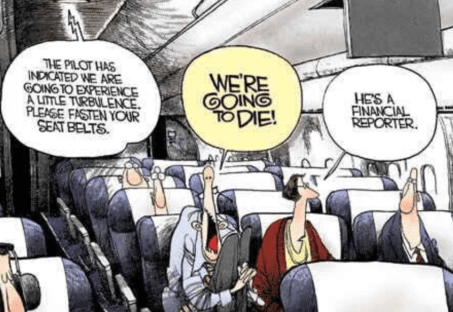 THE PILOT HAS
INDICATED WE ARE
GOING TO EXPERIENCE
A LITTLE TURBULENCE.
PLEASE FASTEN YOUR
SEAT BELTS.
WE'RE
GOING
TO DIE!
HE'S A
FINANCIAL
REPORTER.